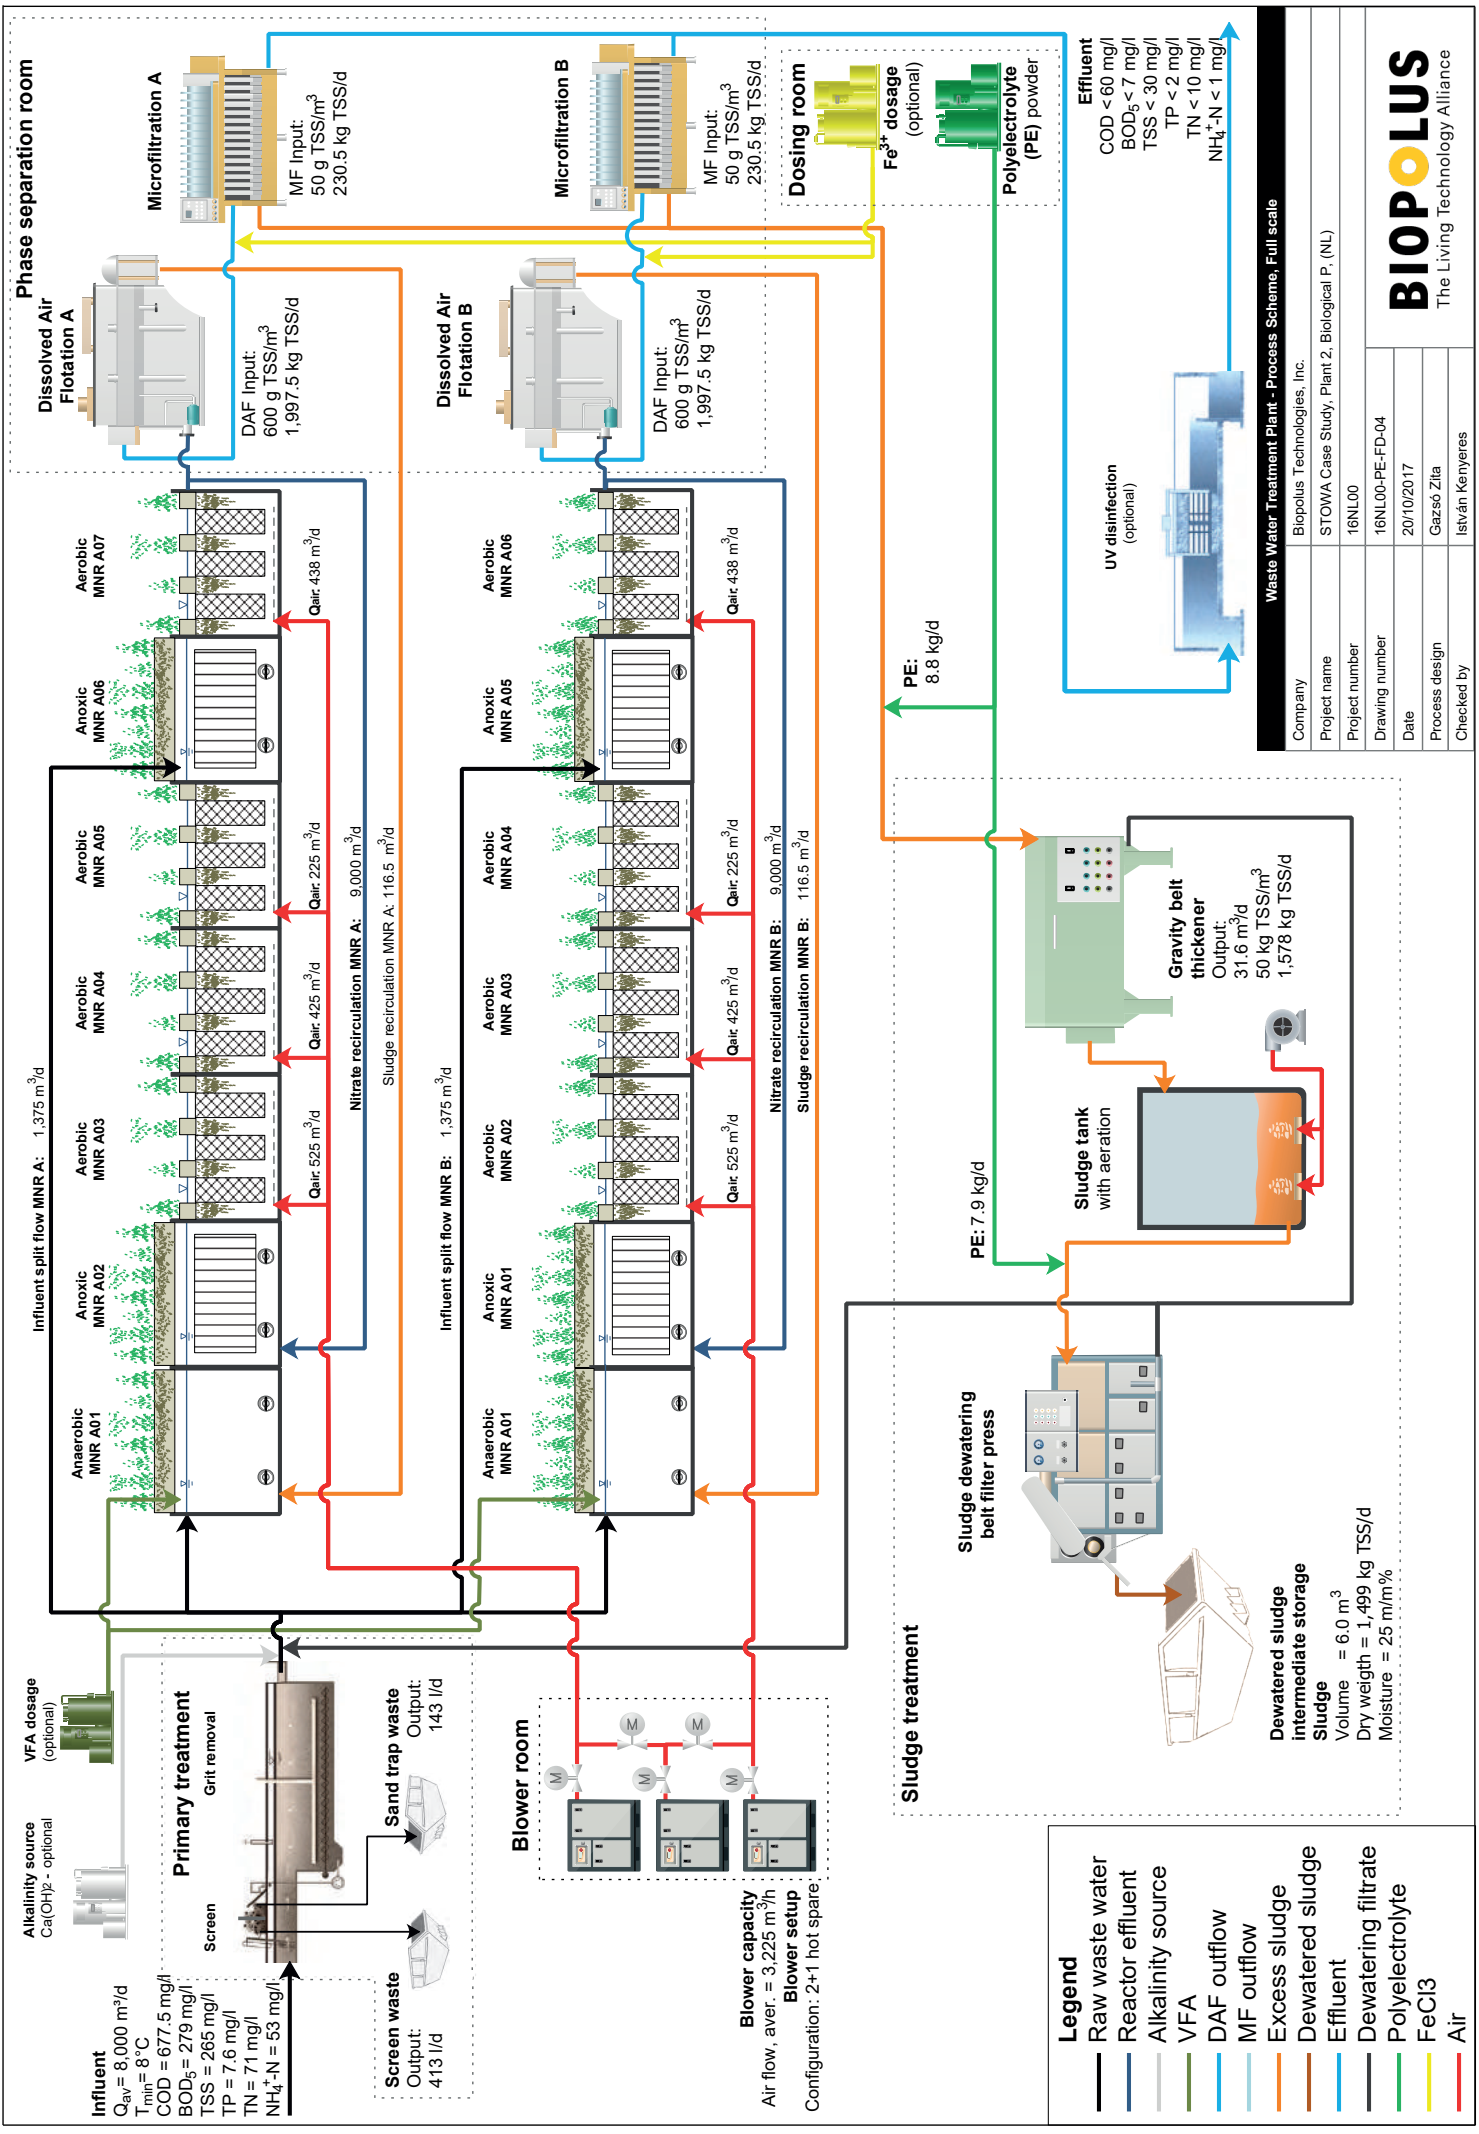 Influent
Qav= 8,000 m³/d
Tmin= 8°C
COD = 677.5 mg/l
BOD5 = 279 mg/l
TSS = 265 mg/l
TP = 7.6 mg/l
TN = 71 mg/l
NH4+-N = 53 mg/l
Alkalinity source
Ca(OH)2 - optional
VFA dosage
(optional)
Primary treatment
Screen
Grit removal
Screen waste
Output:
413 l/d
Sand trap waste
Output:
143 l/d
Blower room
M
M
M
M
M
Blower capacity
Air flow, aver. = 3,225 m³/h
Blower setup
Configuration: 2+1 hot spare
Influent split flow MNR A: 1,375 m³/d
Anaerobic
MNR A01
Anoxic
MNR A02
Aerobic
MNR A03
Aerobic
MNR A04
Aerobic
MNR A05
Anoxic
MNR A06
Aerobic
MNR A07
Qair: 525 m³/d
Qair: 425 m³/d
Qair: 225 m³/d
Qair: 438 m³/d
Nitrate recirculation MNR A: 9,000 m³/d
Sludge recirculation MNR A: 116.5 m³/d
Influent split flow MNR B: 1,375 m³/d
Anaerobic
MNR A01
Anoxic
MNR A01
Aerobic
MNR A02
Aerobic
MNR A03
Aerobic
MNR A04
Anoxic
MNR A05
Aerobic
MNR A06
Qair: 525 m³/d
Qair: 425 m³/d
Qair: 225 m³/d
Qair: 438 m³/d
Nitrate recirculation MNR B: 9,000 m³/d
Sludge recirculation MNR B: 116.5 m³/d
Phase separation room
Dissolved Air
Flotation A
DAF Input:
600 g TSS/m³
1,997.5 kg TSS/d
Microfiltration A
MF Input:
50 g TSS/m³
230.5 kg TSS/d
Dissolved Air
Flotation B
DAF Input:
600 g TSS/m³
1,997.5 kg TSS/d
Microfiltration B
MF Input:
50 g TSS/m³
230.5 kg TSS/d
Dosing room
Fe3+ dosage
(optional)
Polyelectrolyte
(PE) powder
Effluent
COD < 60 mg/l
BOD5 < 7 mg/l
TSS < 30 mg/l
TP < 2 mg/l
TN < 10 mg/l
NH4+-N < 1 mg/l
UV disinfection
(optional)
PE:
8.8 kg/d
PE: 7.9 kg/d
Sludge treatment
Sludge dewatering
belt filter press
Sludge tank
with aeration
Gravity belt
thickener
Output:
31.6 m³/d
50 kg TSS/m³
1,578 kg TSS/d
Dewatered sludge
intermediate storage
Sludge
Volume = 6.0 m³
Dry weigth = 1,499 kg TSS/d
Moisture = 25 m/m%
Legend
Raw waste water
Reactor effluent
Alkalinity source
VFA
DAF outflow
MF outflow
Excess sludge
Dewatered sludge
Effluent
Dewatering filtrate
Polyelectrolyte
FeCl3
Air
Waste Water Treatment Plant - Process Scheme, Full scale
Company Biopolus Technologies, Inc.
Project name STOWA Case Study, Plant 2, Biological P, (NL)
Project number 16NL00
Drawing number 16NL00-PE-FD-04
Date 20/10/2017
Process design Gazsó Zita
Checked by István Kenyeres
BIOPOLUS
The Living Technology Alliance